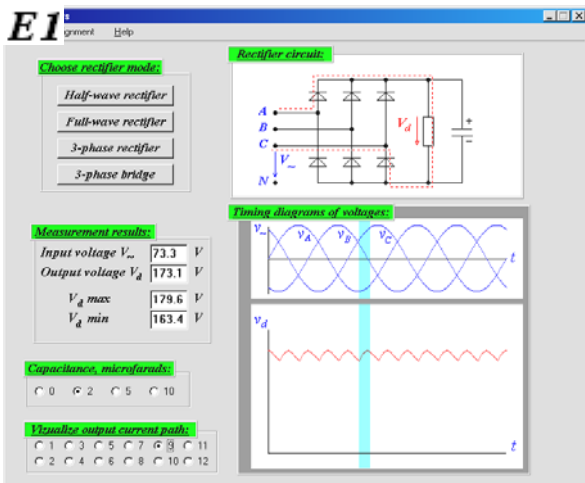 E1
s
ignment Help
Choose rectifier mode:
Half-wave rectifier
Full-wave rectifier
3-phase rectifier
3-phase bridge
Rectifier circuit:
A
B
C
N
V~
Vd
+
−
Measurement results:
Input voltage V~ 73.3 V
Output voltage Vd 173.1 V
Vd max 179.6 V
Vd min 163.4 V
Timing diagrams of voltages:
v~ vA vB vC t
vd
t
Capacitance, microfarads:
0 2 5 10
Vizualize output current path:
1 3 5 7 9 11
2 4 6 8 10 12